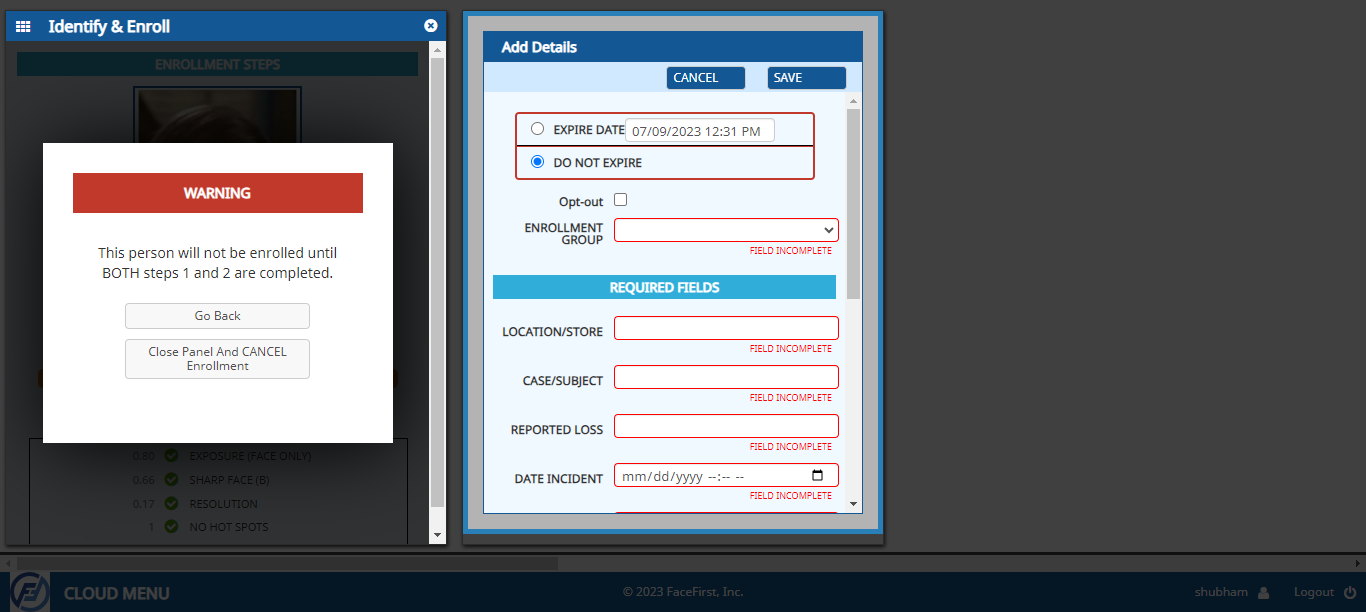 Identify & Enroll
ENROLLMENT STEPS
WARNING
This person will not be enrolled until
BOTH steps 1 and 2 are completed.
Go Back
Close Panel And CANCEL
Enrollment
0.80 EXPOSURE (FACE ONLY)
0.66 SHARP FACE (B)
0.17 RESOLUTION
1 NO HOT SPOTS
Add Details
CANCEL SAVE
EXPIRE DATE 07/09/2023 12:31 PM
DO NOT EXPIRE
Opt-out
ENROLLMENT
GROUP
FIELD INCOMPLETE
REQUIRED FIELDS
LOCATION/STORE
FIELD INCOMPLETE
CASE/SUBJECT
FIELD INCOMPLETE
REPORTED LOSS
FIELD INCOMPLETE
DATE INCIDENT mm/dd/yyyy --:-- --
FIELD INCOMPLETE
CLOUD MENU © 2023 FaceFirst, Inc. shubham Logout